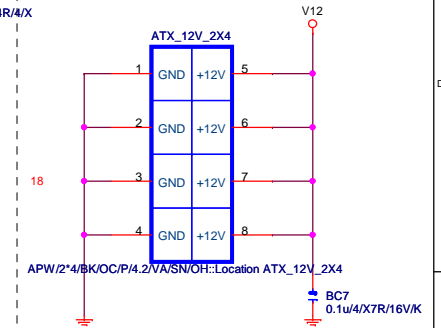 4R/4/X
V12
ATX_12V_2X4
1 GND +12V 5
2 GND +12V 6
18 3 GND +12V 7
4 GND +12V 8
APW/2*4/BK/OC/P/4.2/VA/SN/OH::Location ATX_12V_2X4
BC7
0.1u/4/X7R/16V/K